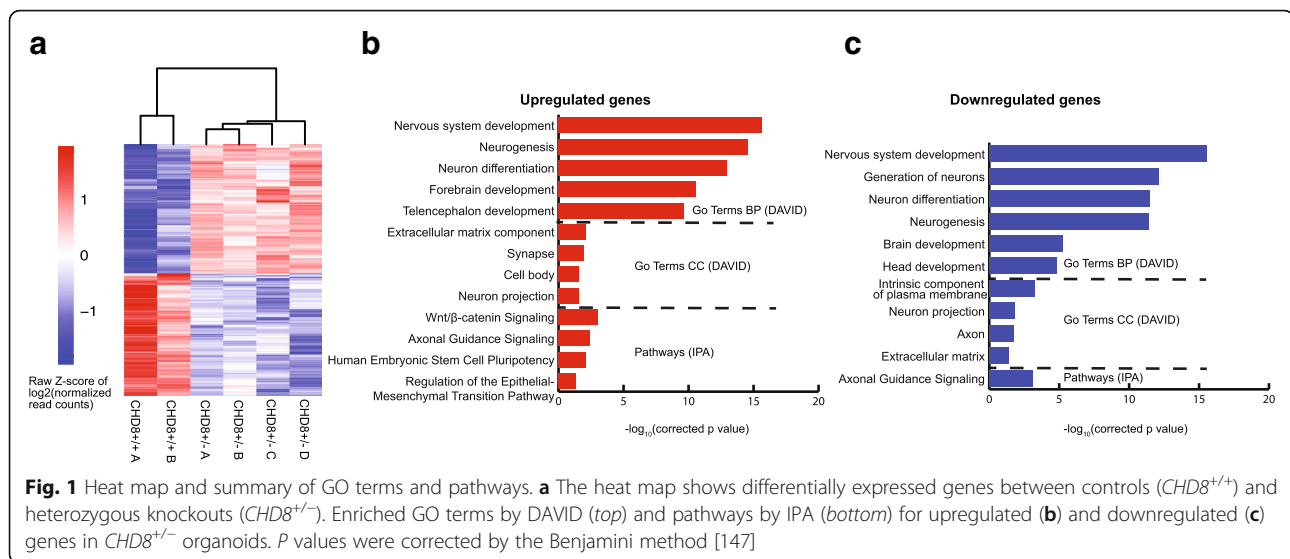 a
1
0
−1
Raw Z-score of
log2(normalized
read counts)
CHD8+/+ A
CHD8+/+ B
CHD8+/- A
CHD8+/- B
CHD8+/- C
CHD8+/- D
b
Upregulated genes
Nervous system development
Neurogenesis
Neuron differentiation
Forebrain development
Telencephalon development
Go Terms BP (DAVID)
Extracellular matrix component
Synapse
Go Terms CC (DAVID)
Cell body
Neuron projection
Wnt/β-catenin Signaling
Axonal Guidance Signaling
Pathways (IPA)
Human Embryonic Stem Cell Pluripotency
Regulation of the Epithelial-
Mesenchymal Transition Pathway
0 5 10 15 20
-log10(corrected p value)
c
Downregulated genes
Nervous system development
Generation of neurons
Neuron differentiation
Neurogenesis
Brain development
Head development
Go Terms BP (DAVID)
Intrinsic component
of plasma membrane
Neuron projection
Go Terms CC (DAVID)
Axon
Extracellular matrix
Axonal Guidance Signaling
Pathways (IPA)
0 5 10 15 20
-log10(corrected p value)
Fig. 1 Heat map and summary of GO terms and pathways. a The heat map shows differentially expressed genes between controls (CHD8+/+) and
heterozygous knockouts (CHD8+/−). Enriched GO terms by DAVID (top) and pathways by IPA (bottom) for upregulated (b) and downregulated (c)
genes in CHD8+/− organoids. P values were corrected by the Benjamini method [147]